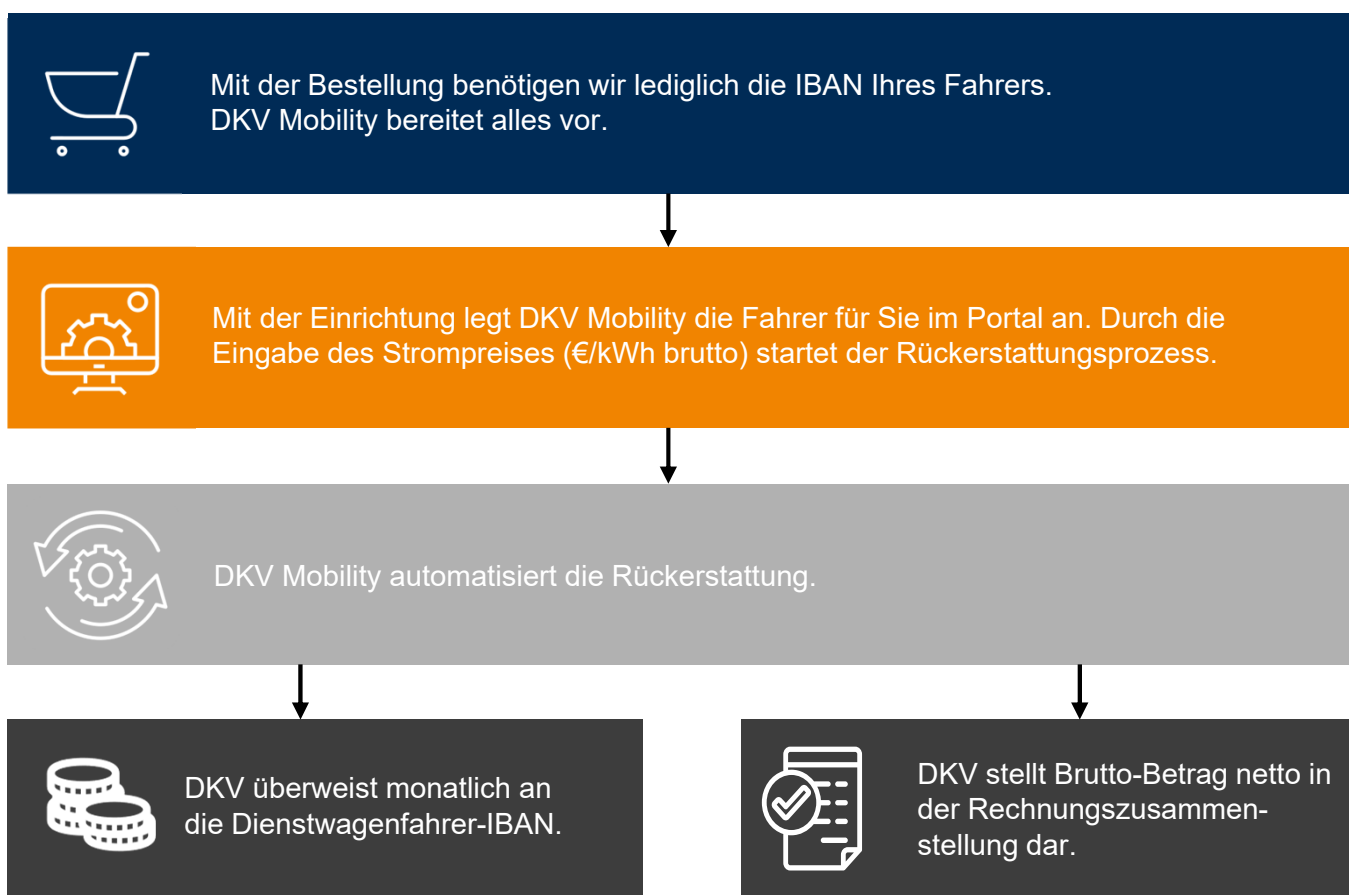 Mit der Bestellung benötigen wir lediglich die IBAN Ihres Fahrers.
DKV Mobility bereitet alles vor.
Mit der Einrichtung legt DKV Mobility die Fahrer für Sie im Portal an. Durch die
Eingabe des Strompreises (€/kWh brutto) startet der Rückerstattungsprozess.
DKV Mobility automatisiert die Rückerstattung.
DKV überweist monatlich an
die Dienstwagenfahrer-IBAN.
DKV stellt Brutto-Betrag netto in
der Rechnungszusammen-
stellung dar.